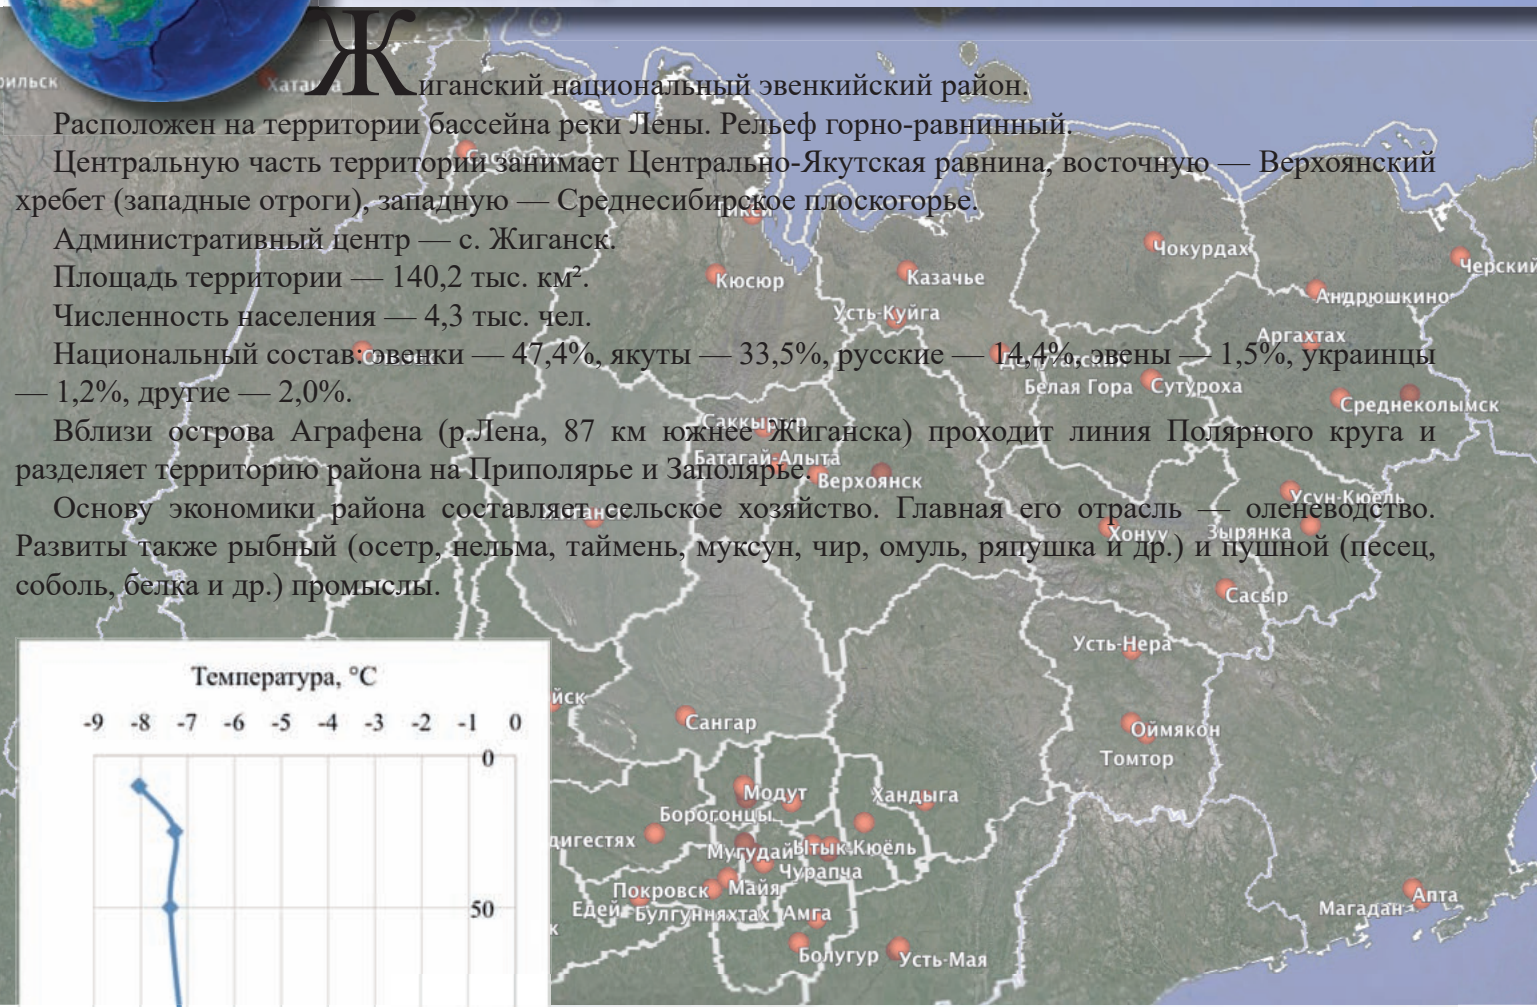 Жиганский национальный эвенкийский район.
Расположен на территории бассейна реки Лены. Рельеф горно-равнинный.
Центральную часть территории занимает Центрально-Якутская равнина, восточную — Верхоянский
хребет (западные отроги), западную — Среднесибирское плоскогорье.
Административный центр — с. Жиганск.
Площадь территории — 140,2 тыс. км².
Численность населения — 4,3 тыс. чел.
Национальный состав: эвенки — 47,4%, якуты — 33,5%, русские — 14,4%, эвены — 1,5%, украинцы
— 1,2%, другие — 2,0%.
Вблизи острова Аграфена (р.Лена, 87 км южнее Жиганска) проходит линия Полярного круга и
разделяет территорию района на Приполярье и Заполярье.
Основу экономики района составляет сельское хозяйство. Главная его отрасль — оленеводство.
Развиты также рыбный (осетр, нельма, таймень, муксун, чир, омуль, ряпушка и др.) и пушной (песец,
соболь, белка и др.) промыслы.
Хатанга
Чокурдах
Черский
Кюсюр
Казачье
Андрюшкино
Усть-Куйга
Аргахтах
Белая Гора
Сутуроха
Среднеколымск
Саккырыр
Батагай-Алыта
Верхоянск
Усун-Кюель
Хонуу
Зырянка
Сасыр
Усть-Нера
Сангар
Оймякон
Томтор
Модут
Хандыга
Борогонцы
дигестях
Мугудай
Ытык-Кюёль
Чурапча
Покровск
Майя
Едей
Булгунняхтах
Амга
Магадан
Апта
Болугур
Усть-Мая
Температура, °C
-9 -8 -7 -6 -5 -4 -3 -2 -1 0
0
50